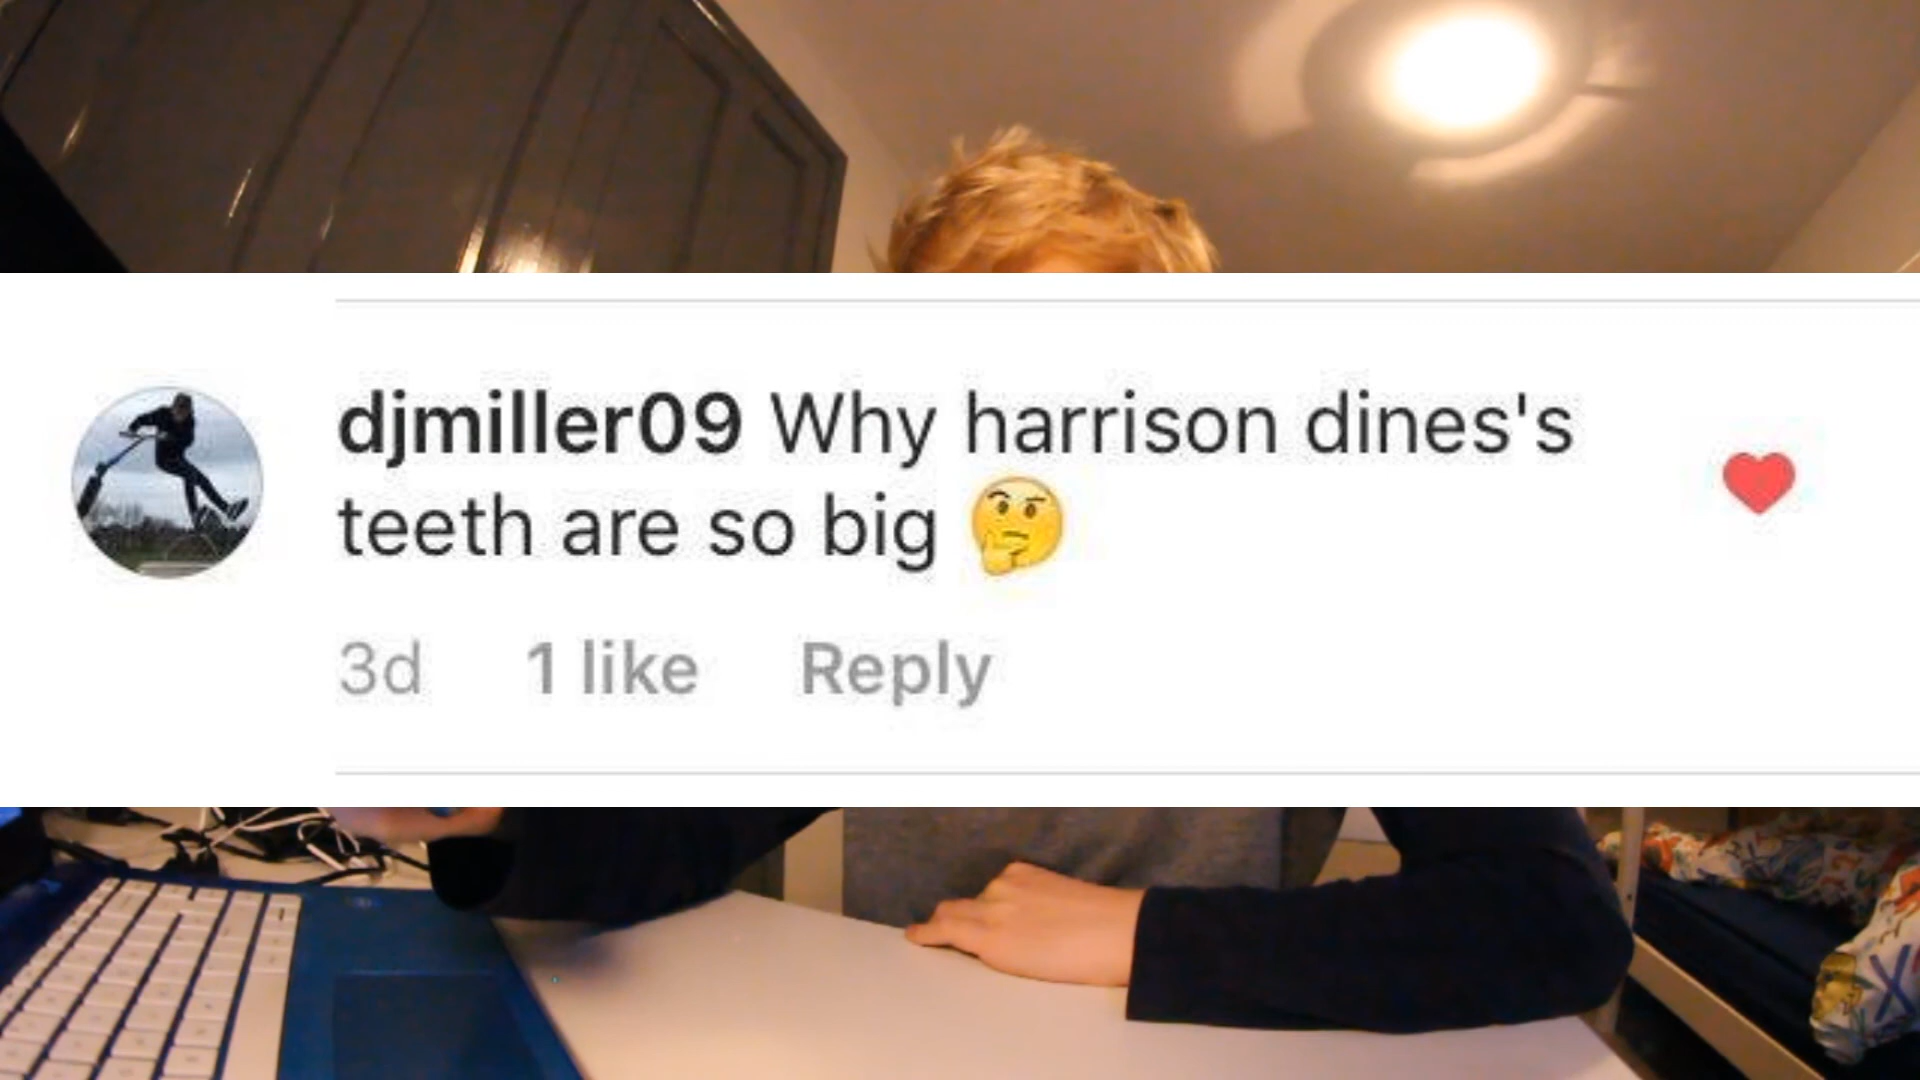 djmiller09 Why harrison dines's
teeth are so big 🤔
3d 1 like Reply